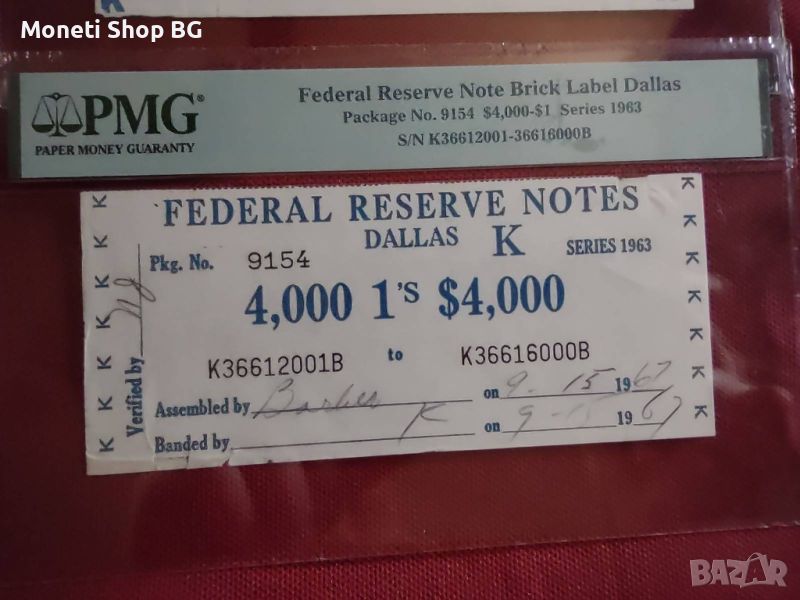 Moneti Shop BG
PMG®
PAPER MONEY GUARANTY
Federal Reserve Note Brick Label Dallas
Package No. 9154 $4,000-$1 Series 1963
S/N K36612001-36616000B
K K K K K K K
FEDERAL RESERVE NOTES
DALLAS K SERIES 1963
Pkg. No. 9154
4,000 1'S $4,000
K36612001B to K36616000B
Verified by
Assembled by Barber on 9-15 1967
Banded by K on 9-15 1967
K K K K K K K
BAZAR